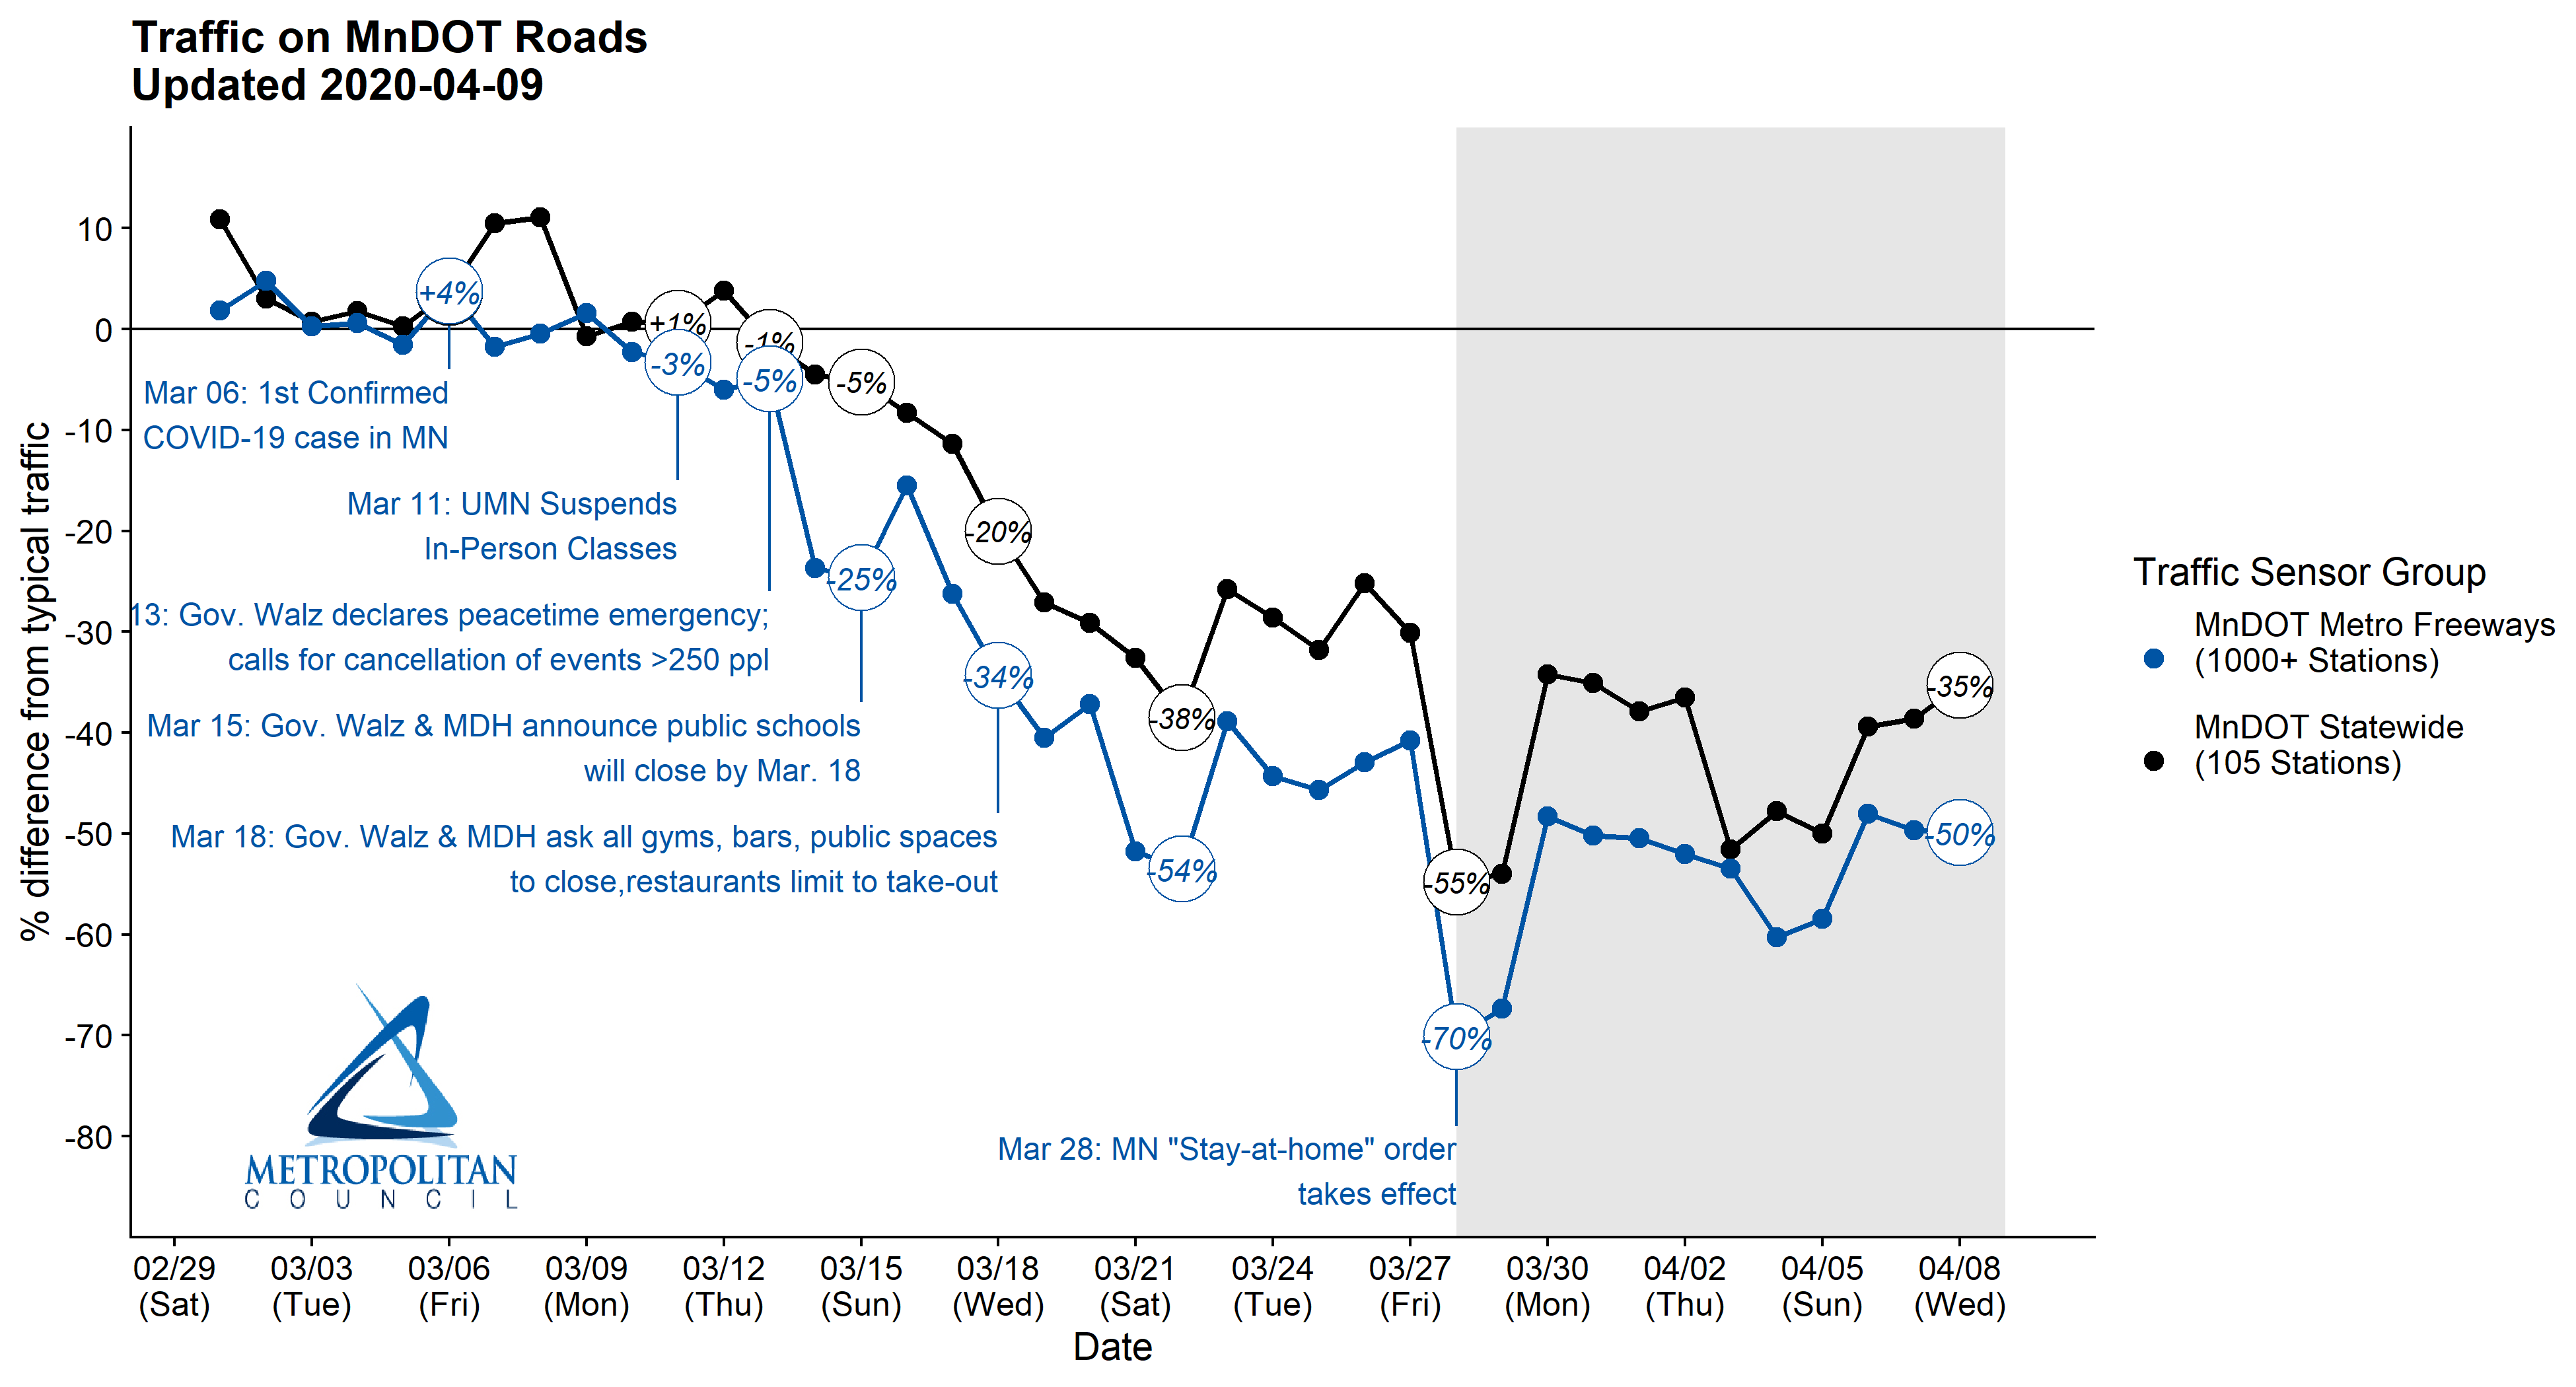 Traffic on MnDOT Roads
Updated 2020-04-09
% difference from typical traffic
10
0
-10
-20
-30
-40
-50
-60
-70
-80
+4%
+1%
-3%
-1%
-5%
-5%
-25%
-20%
-34%
-38%
-54%
-55%
-70%
-35%
-50%
Mar 06: 1st Confirmed
COVID-19 case in MN
Mar 11: UMN Suspends
In-Person Classes
13: Gov. Walz declares peacetime emergency;
calls for cancellation of events >250 ppl
Mar 15: Gov. Walz & MDH announce public schools
will close by Mar. 18
Mar 18: Gov. Walz & MDH ask all gyms, bars, public spaces
to close,restaurants limit to take-out
Mar 28: MN "Stay-at-home" order
takes effect
METROPOLITAN
COUNCIL
02/29 03/03 03/06 03/09 03/12 03/15 03/18 03/21 03/24 03/27 03/30 04/02 04/05 04/08
(Sat) (Tue) (Fri) (Mon) (Thu) (Sun) (Wed) (Sat) (Tue) (Fri) (Mon) (Thu) (Sun) (Wed)
Date
Traffic Sensor Group
MnDOT Metro Freeways
(1000+ Stations)
MnDOT Statewide
(105 Stations)